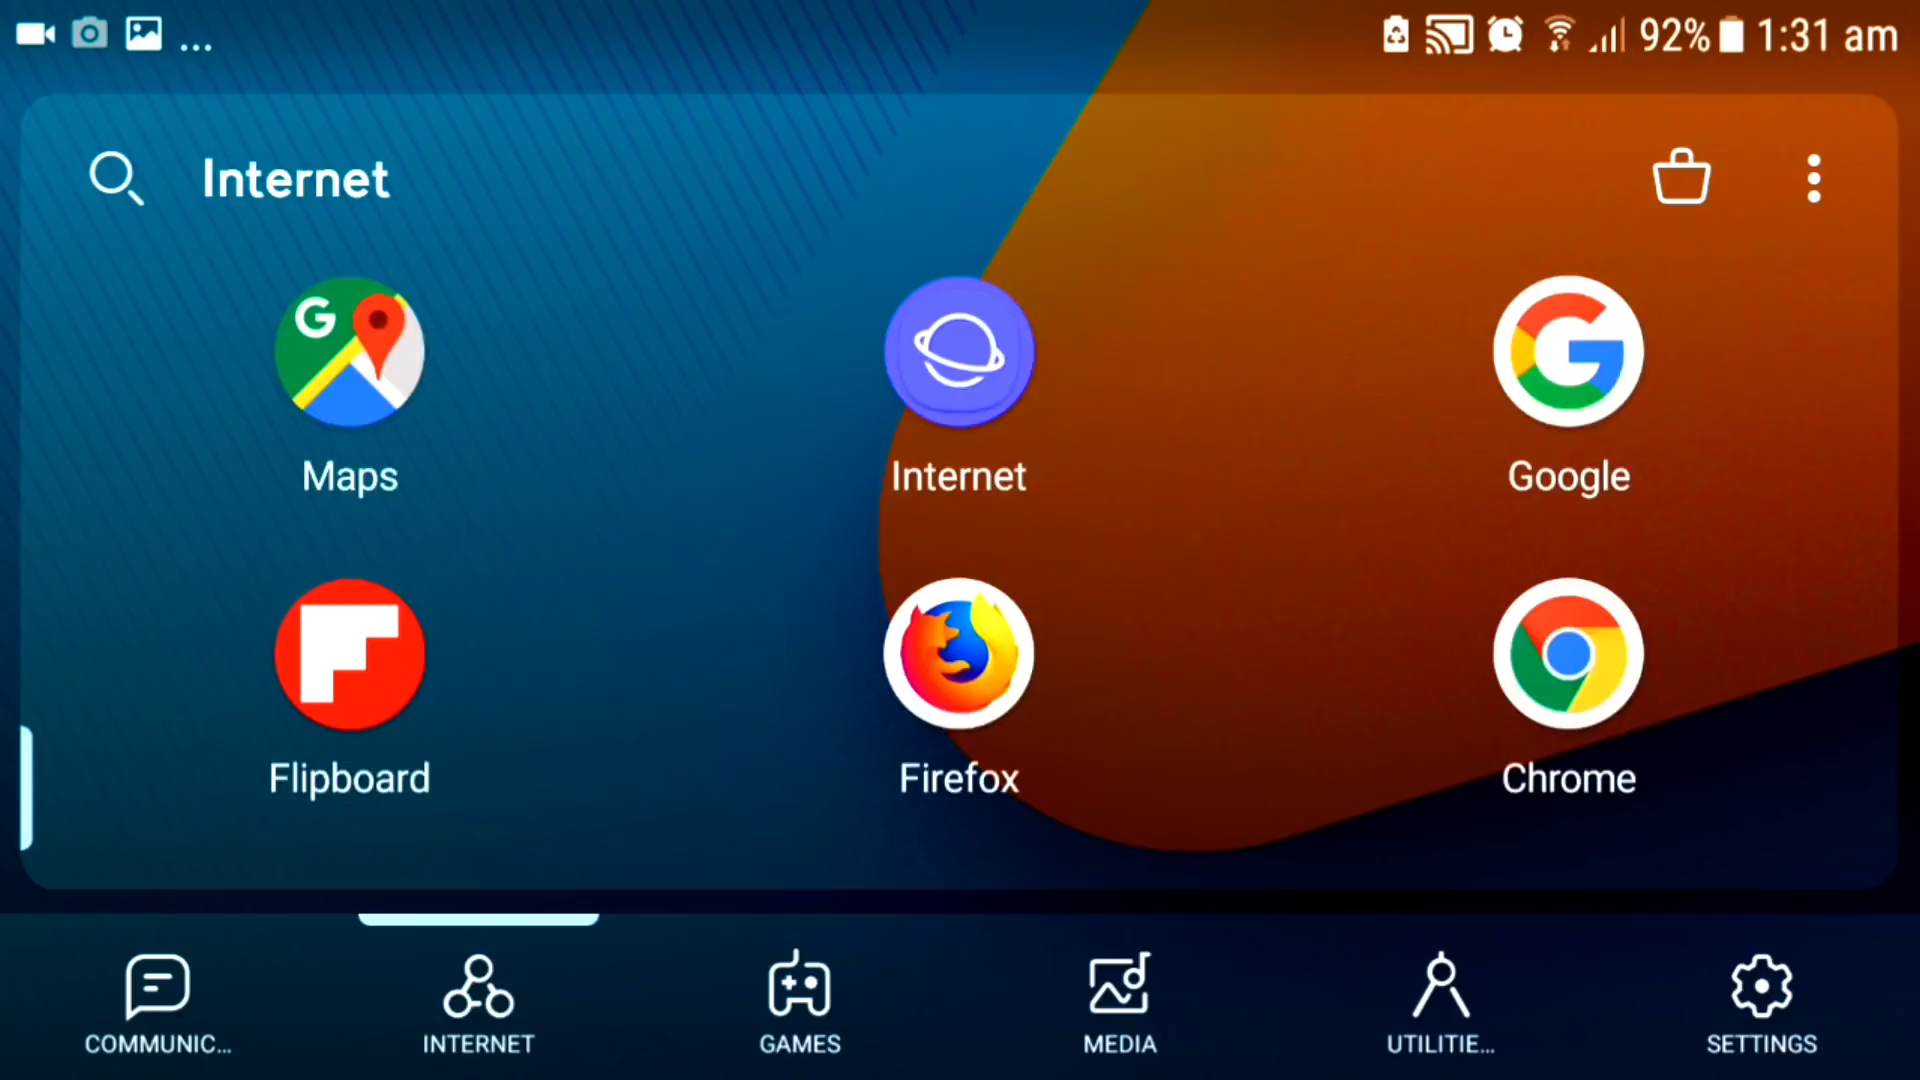 ... 92% 1:31 am
Internet
Maps Internet Google
Flipboard Firefox Chrome
COMMUNIC... INTERNET GAMES MEDIA UTILITIE... SETTINGS